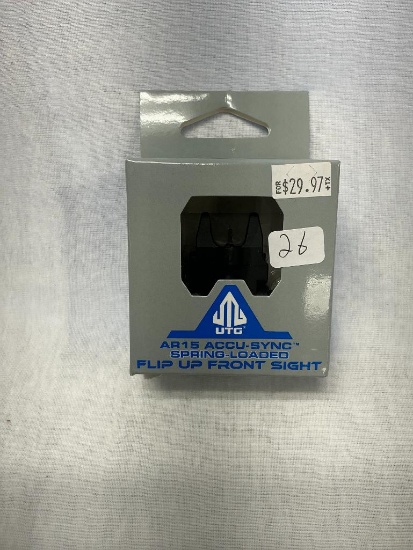 FOR $29.97 +TX
26
UTG
AR15 ACCU-SYNC™
SPRING-LOADED
FLIP UP FRONT SIGHT